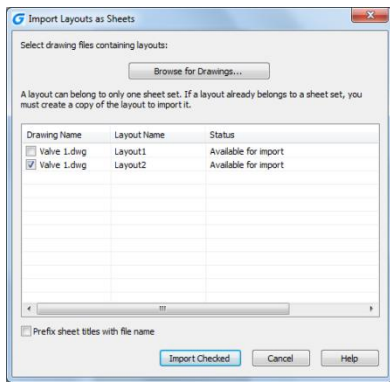 Import Layouts as Sheets
Select drawing files containing layouts:
Browse for Drawings...
A layout can belong to only one sheet set. If a layout already belongs to a sheet set, you
must create a copy of the layout to import it.
Drawing Name Layout Name Status
Valve 1.dwg Layout1 Available for import
Valve 1.dwg Layout2 Available for import
Prefix sheet titles with file name
Import Checked Cancel Help